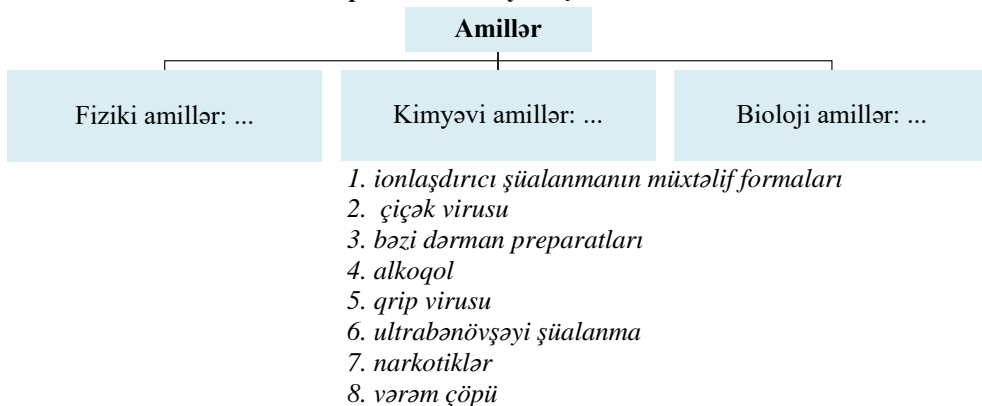 Amillər
Fiziki amillər: ...
Kimyəvi amillər: ...
Bioloji amillər: ...
1. ionlaşdırıcı şüalanmanın müxtəlif formaları
2. çiçək virusu
3. bəzi dərman preparatları
4. alkoqol
5. qrip virusu
6. ultrabənövşəyi şüalanma
7. narkotiklər
8. vərəm çöpü